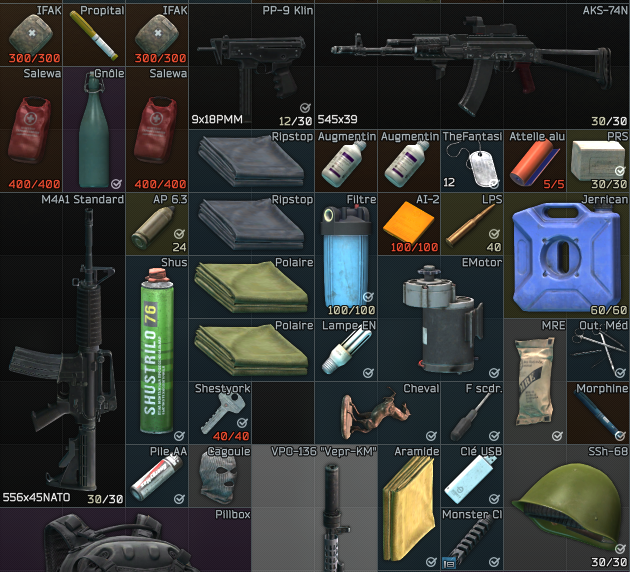 IFAK
Propital
IFAK
PP-9 Klin
AKS-74N
300/300
300/300
9x18PMM
12/30
545x39
30/30
Salewa
Gnôle
Salewa
400/400
400/400
Ripstop
Augmentin
Augmentin
TheFantasi
12
Attelle alu
5/5
PRS
30/30
M4A1 Standard
AP 6.3
24
Ripstop
Filtre
100/100
AI-2
100/100
LPS
40
Jerrican
60/60
Shus
SHUSTRILO 76
Polaire
EMotor
Polaire
Lampe EN
MRE
Out. Méd
Shestyork
40/40
Cheval
F scdr.
Morphine
556x45NATO
30/30
Pile AA
Cagoule
VPO-136 "Vepr-KM"
Aramide
Clé USB
SSh-68
30/30
Pillbox
Monster Cl